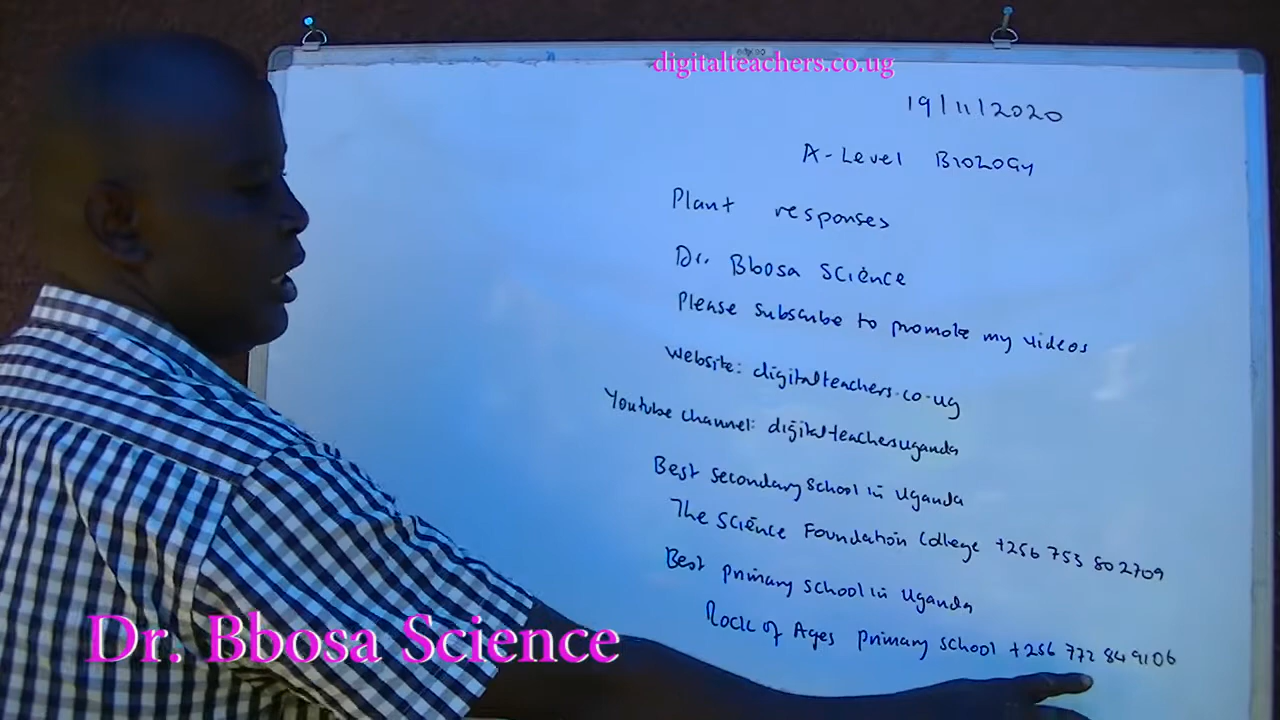 digitalteachers.co.ug
19/11/2020
A-Level BIOLOGY
Plant responses
Dr. Bbosa Science
Please subscribe to promote my videos
Website: digitalteachers.co.ug
Youtube channel: digitalteachersuganda
Best secondary school in Uganda
The Science Foundation College +256 753 802709
Best primary school in Uganda
Rock of Ages primary school +256 772 849106
Dr. Bbosa Science